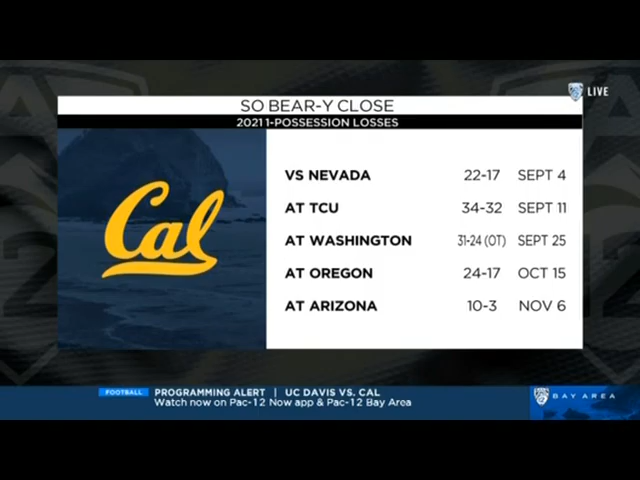 LIVE
SO BEAR-Y CLOSE
2021 1-POSSESSION LOSSES
Cal
VS NEVADA 22-17 SEPT 4
AT TCU 34-32 SEPT 11
AT WASHINGTON 31-24 (OT) SEPT 25
AT OREGON 24-17 OCT 15
AT ARIZONA 10-3 NOV 6
FOOTBALL PROGRAMMING ALERT | UC DAVIS VS. CAL
Watch now on Pac-12 Now app & Pac-12 Bay Area
BAY AREA